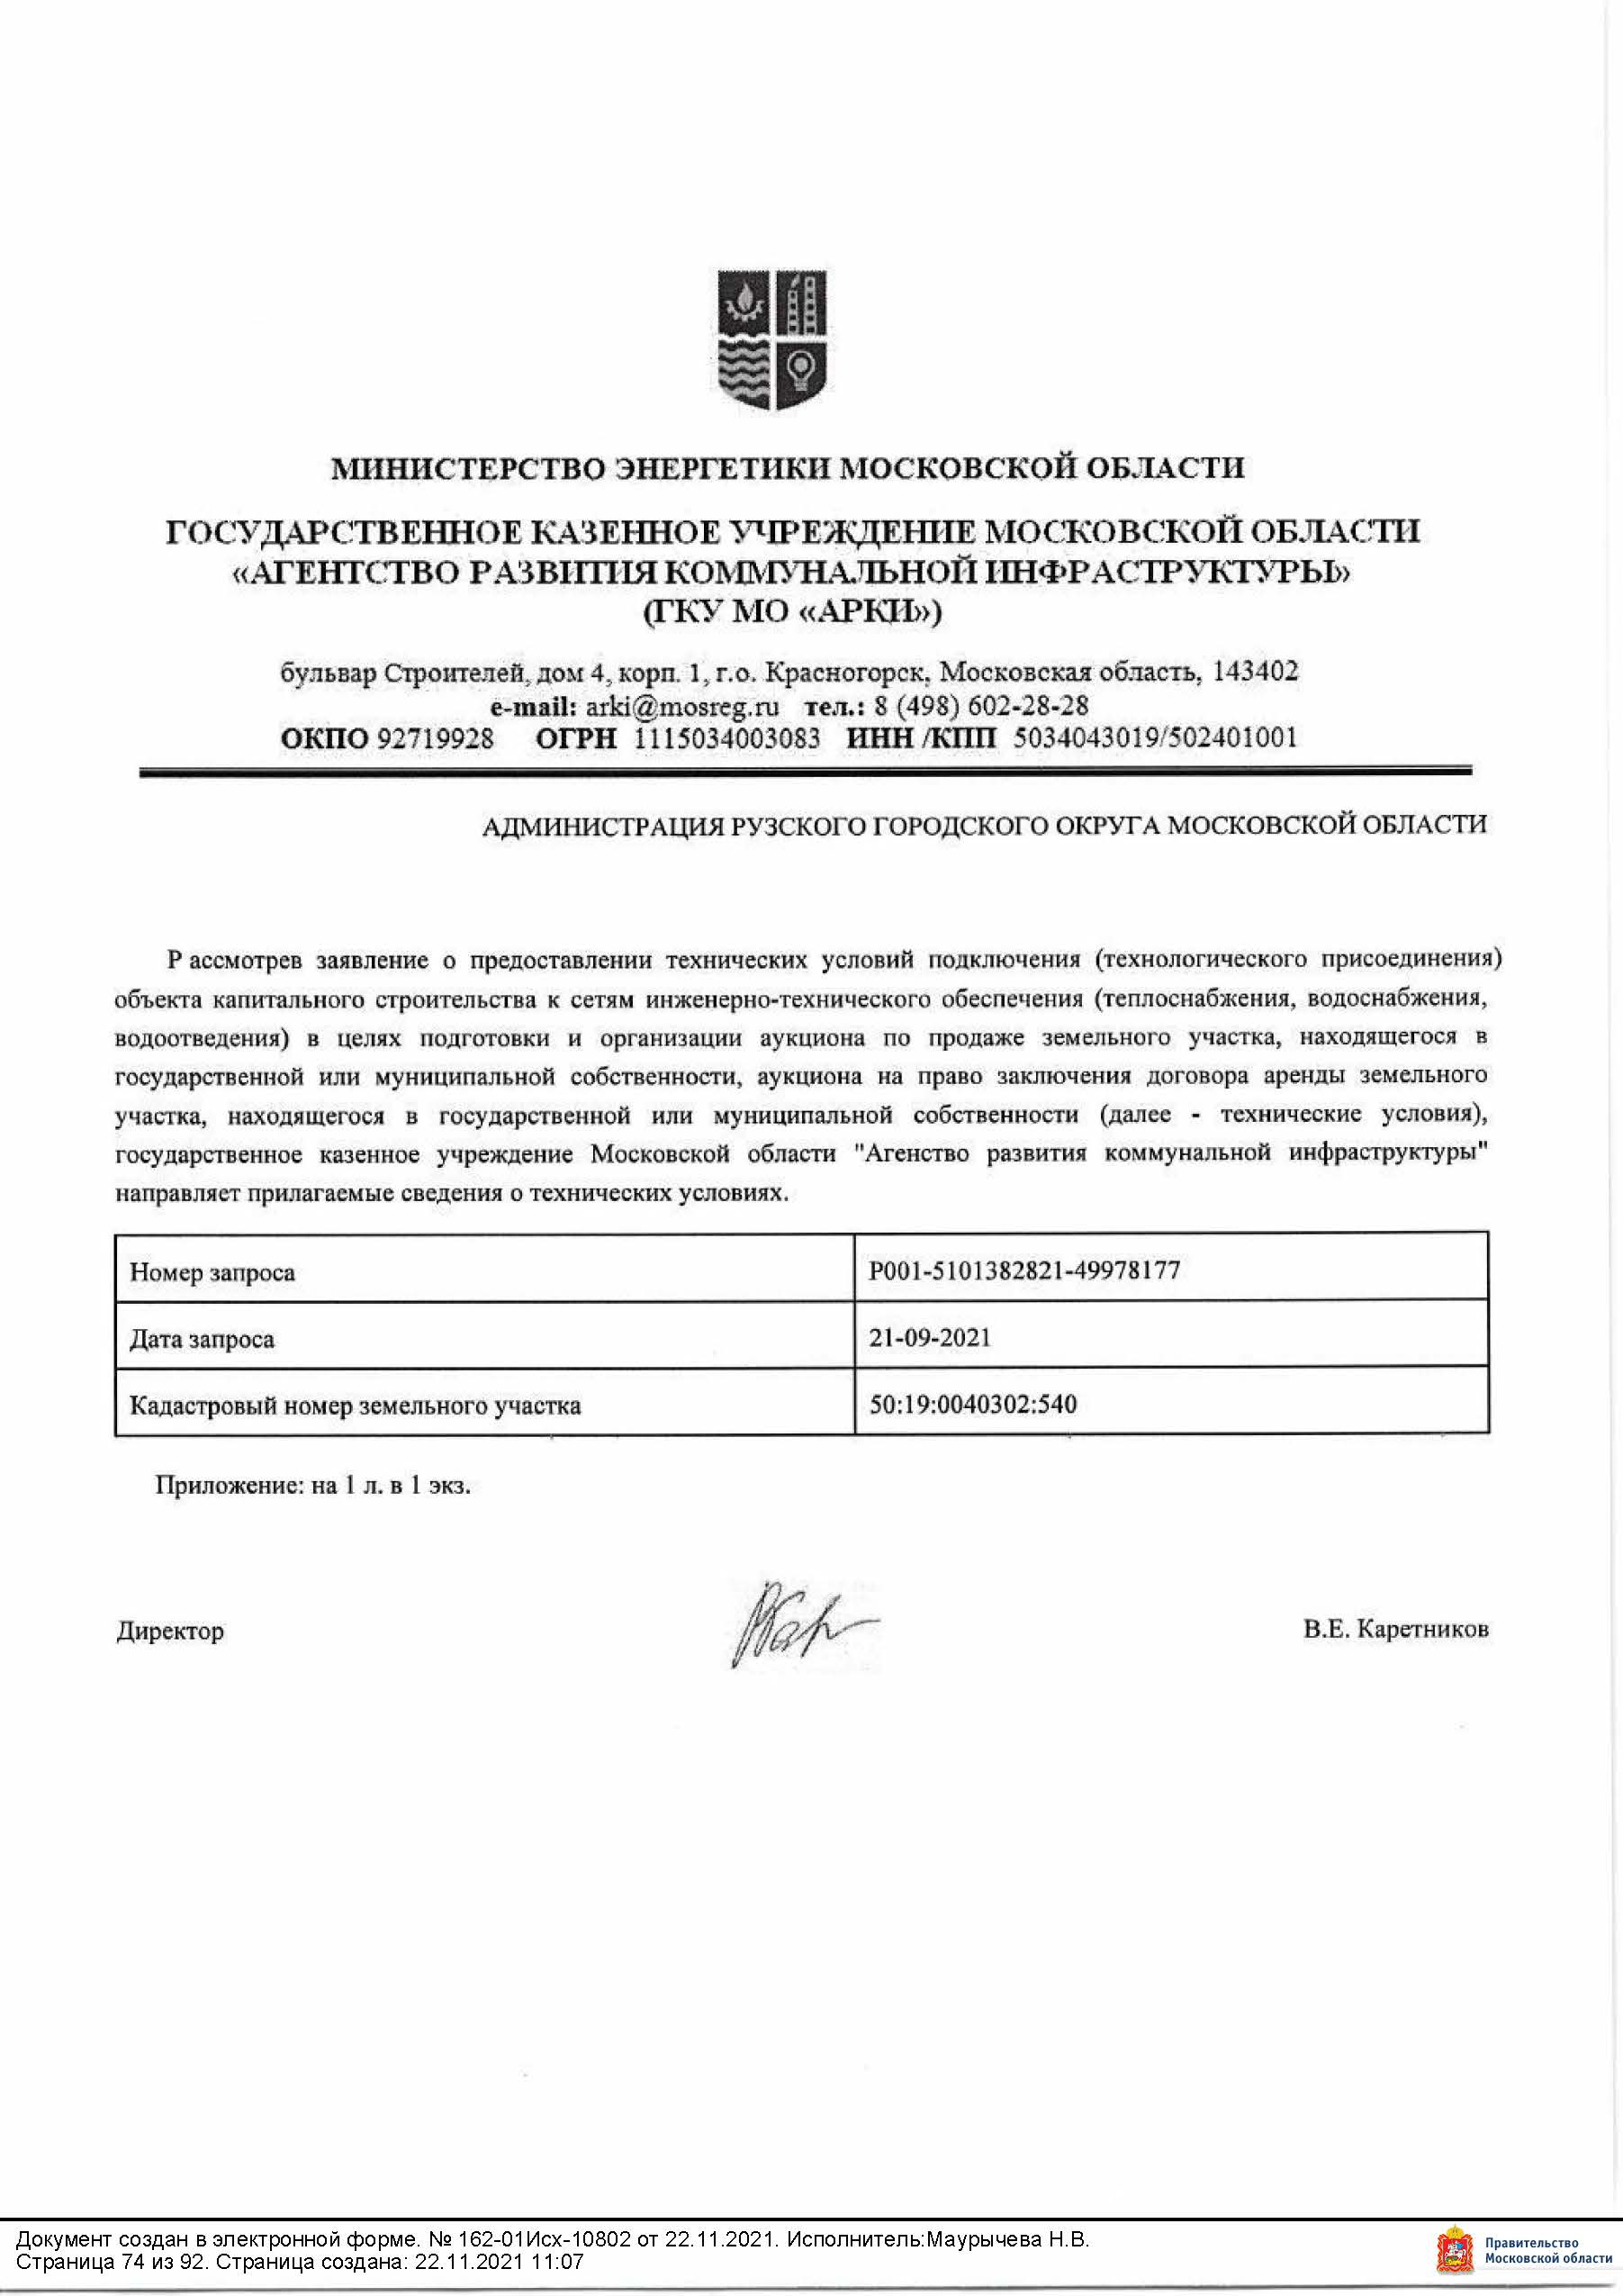 МИНИСТЕРСТВО ЭНЕРГЕТИКИ МОСКОВСКОЙ ОБЛАСТИ
ГОСУДАРСТВЕННОЕ КАЗЕННОЕ УЧРЕЖДЕНИЕ МОСКОВСКОЙ ОБЛАСТИ
«АГЕНТСТВО РАЗВИТИЯ КОММУНАЛЬНОЙ ИНФРАСТРУКТУРЫ»
(ГКУ МО «АРКИ»)
бульвар Строителей, дом 4, корп. 1, г.о. Красногорск, Московская область, 143402
e-mail: arki@mosreg.ru тел.: 8 (498) 602-28-28
ОКПО 92719928 ОГРН 1115034003083 ИНН /КПП 5034043019/502401001
АДМИНИСТРАЦИЯ РУЗСКОГО ГОРОДСКОГО ОКРУГА МОСКОВСКОЙ ОБЛАСТИ
Р ассмотрев заявление о предоставлении технических условий подключения (технологического присоединения)
объекта капитального строительства к сетям инженерно-технического обеспечения (теплоснабжения, водоснабжения,
водоотведения) в целях подготовки и организации аукциона по продаже земельного участка, находящегося в
государственной или муниципальной собственности, аукциона на право заключения договора аренды земельного
участка, находящегося в государственной или муниципальной собственности (далее - технические условия),
государственное казенное учреждение Московской области "Агенство развития коммунальной инфраструктуры"
направляет прилагаемые сведения о технических условиях.
Номер запроса P001-5101382821-49978177
Дата запроса 21-09-2021
Кадастровый номер земельного участка 50:19:0040302:540
Приложение: на 1 л. в 1 экз.
Директор В.Е. Каретников
Документ создан в электронной форме. № 162-01Исх-10802 от 22.11.2021. Исполнитель:Маурычева Н.В.
Страница 74 из 92. Страница создана: 22.11.2021 11:07
Правительство
Московской области